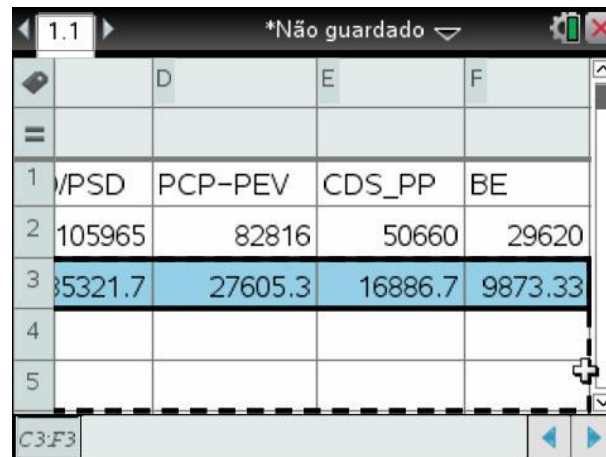 1.1 *Não guardado
D E F
=
1 )/PSD PCP-PEV CDS_PP BE
2 105965 82816 50660 29620
3 35321.7 27605.3 16886.7 9873.33
4
5
C3:F3